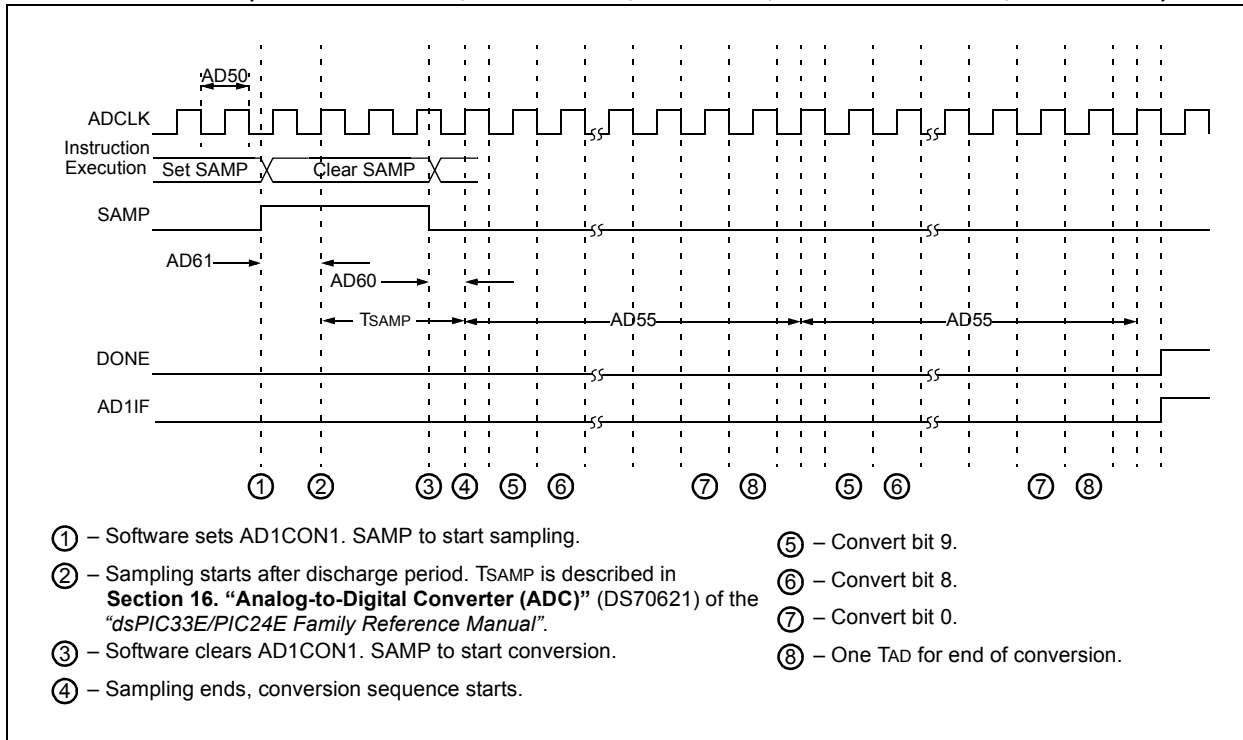 AD50
ADCLK
Instruction
Execution Set SAMP Clear SAMP
SAMP
AD61
AD60
TSAMP AD55 AD55
DONE
AD1IF
1 2 3 4 5 6 7 8 5 6 7 8
1 – Software sets AD1CON1. SAMP to start sampling.
2 – Sampling starts after discharge period. TSAMP is described in
Section 16. “Analog-to-Digital Converter (ADC)” (DS70621) of the
“dsPIC33E/PIC24E Family Reference Manual”.
3 – Software clears AD1CON1. SAMP to start conversion.
4 – Sampling ends, conversion sequence starts.
5 – Convert bit 9.
6 – Convert bit 8.
7 – Convert bit 0.
8 – One TAD for end of conversion.